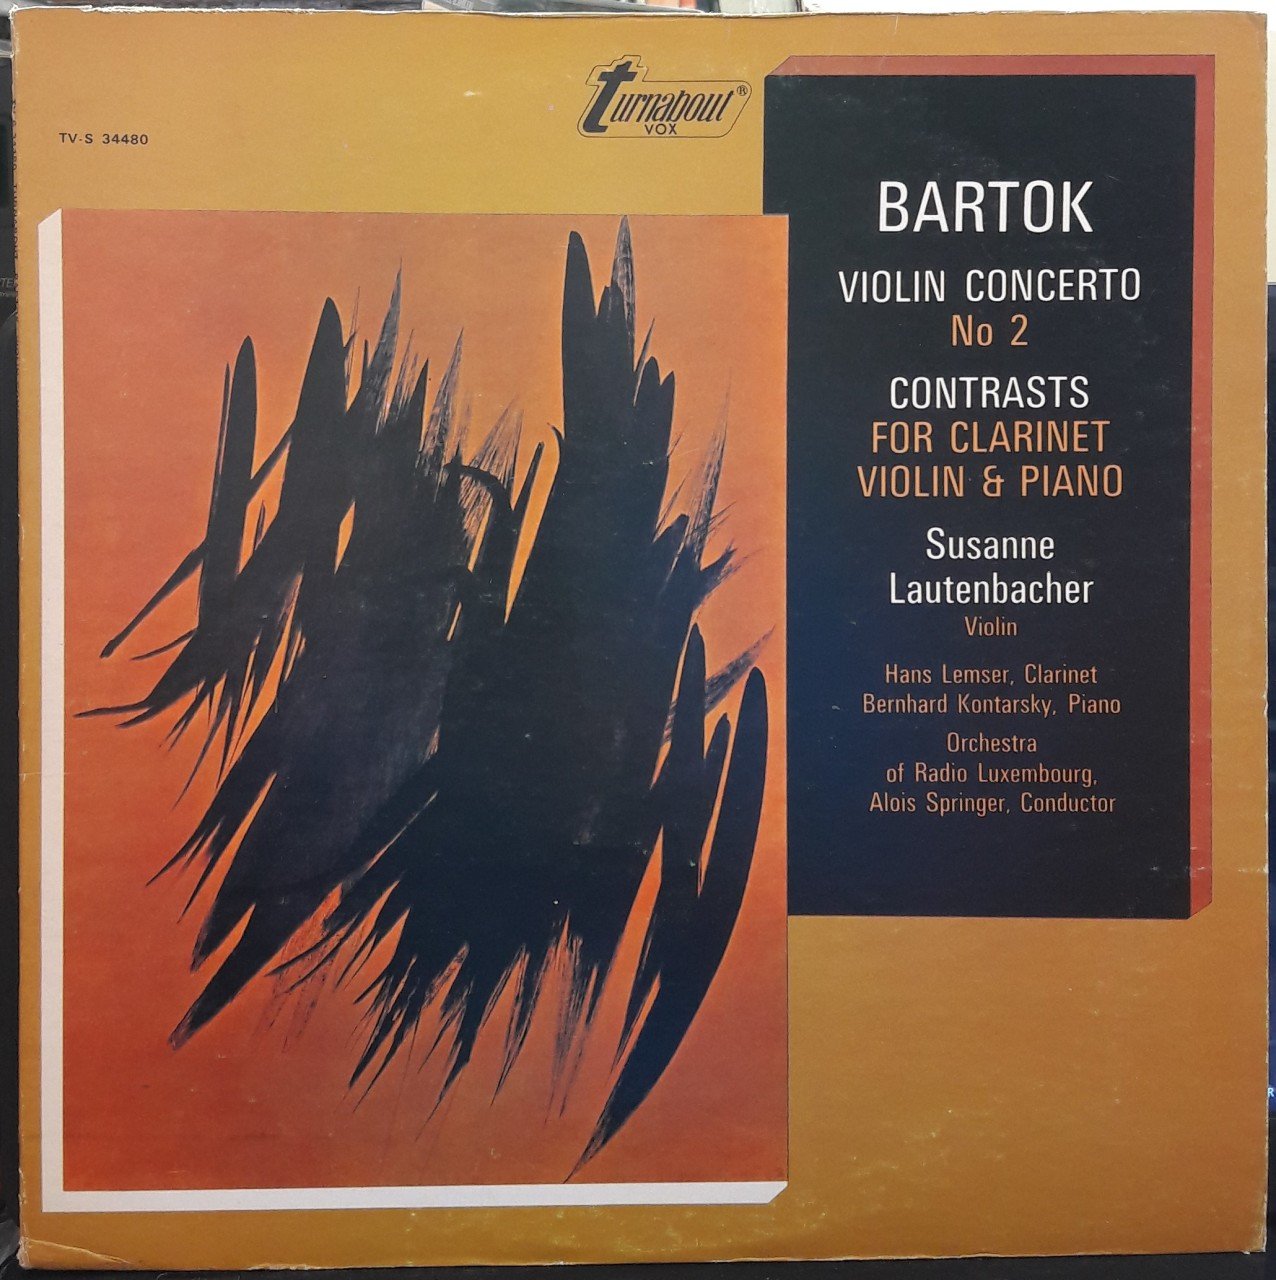 TV-S 34480
turnabout®
VOX
BARTOK
VIOLIN CONCERTO
No 2
CONTRASTS
FOR CLARINET
VIOLIN & PIANO
Susanne
Lautenbacher
Violin
Hans Lemser, Clarinet
Bernhard Kontarsky, Piano
Orchestra
of Radio Luxembourg,
Alois Springer, Conductor